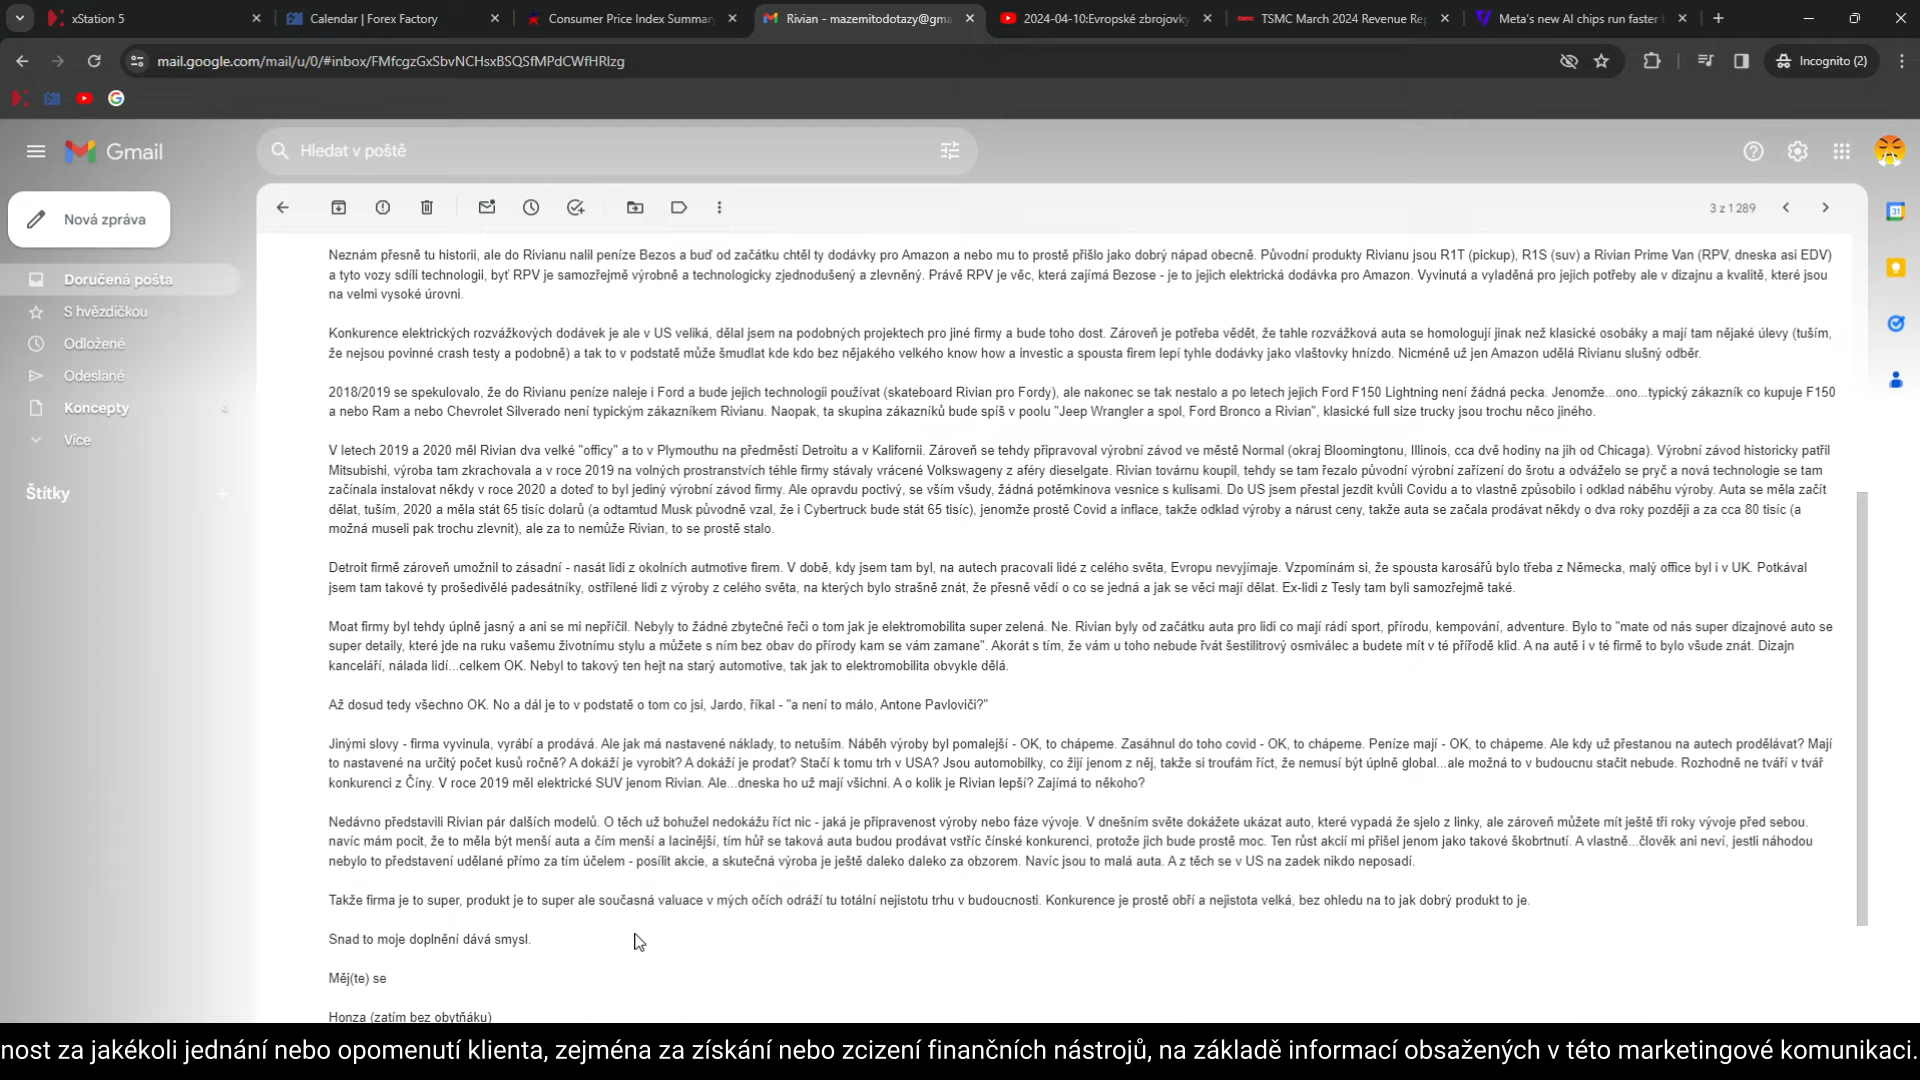 xStation 5
Calendar | Forex Factory
Consumer Price Index Summary
Rivian - mazemitodotazy@gma
2024-04-10:Evropské zbrojovky
TSMC March 2024 Revenue Rep
Meta's new AI chips run faster t
mail.google.com/mail/u/0/#inbox/FMfcgzGxSbvNCHsxBSQSfMPdCWfHRlzg
Incognito (2)
Gmail
Hledat v poště
Nová zpráva
3 z 1 289
Doručená pošta
S hvězdičkou
Odložené
Odeslané
Koncepty
Více
Štítky
Neznám přesně tu historii, ale do Rivianu nalil peníze Bezos a buď od začátku chtěl ty dodávky pro Amazon a nebo mu to prostě přišlo jako dobrý nápad obecně. Původní produkty Rivianu jsou R1T (pickup), R1S (suv) a Rivian Prime Van (RPV, dneska asi EDV)
a tyto vozy sdíli technologii, byť RPV je samozřejmě výrobně a technologicky zjednodušený a zlevněný. Právě RPV je věc, která zajímá Bezose - je to jejich elektrická dodávka pro Amazon. Vyvinutá a vyladěná pro jejich potřeby ale v dizajnu a kvalitě, které jsou
na velmi vysoké úrovni.
Konkurence elektrických rozvážkových dodávek je ale v US veliká, dělal jsem na podobných projektech pro jiné firmy a bude toho dost. Zároveň je potřeba vědět, že tahle rozvážková auta se homologují jinak než klasické osobáky a mají tam nějaké úlevy (tuším,
že nejsou povinné crash testy a podobně) a tak to v podstatě může šmudlat kde kdo bez nějakého velkého know how a investic a spousta firem lepí tyhle dodávky jako vlaštovky hnízdo. Nicméně už jen Amazon udělá Rivianu slušný odběr.
2018/2019 se spekulovalo, že do Rivianu peníze naleje i Ford a bude jejich technologii používat (skateboard Rivian pro Fordy), ale nakonec se tak nestalo a po letech jejich Ford F150 Lightning není žádná pecka. Jenomže...ono...typický zákazník co kupuje F150
a nebo Ram a nebo Chevrolet Silverado není typickým zákazníkem Rivianu. Naopak, ta skupina zákazníků bude spíš v poolu "Jeep Wrangler a spol, Ford Bronco a Rivian", klasické full size trucky jsou trochu něco jiného.
V letech 2019 a 2020 měl Rivian dva velké "officy" a to v Plymouthu na předměstí Detroitu a v Kalifornii. Zároveň se tehdy připravoval výrobní závod ve městě Normal (okraj Bloomingtonu, Illinois, cca dvě hodiny na jih od Chicaga). Výrobní závod historicky patřil
Mitsubishi, výroba tam zkrachovala a v roce 2019 na volných prostranstvích téhle firmy stávaly vrácené Volkswageny z aféry dieselgate. Rivian továrnu koupil, tehdy se tam řezalo původní výrobní zařízení do šrotu a odváželo se pryč a nová technologie se tam
začínala instalovat někdy v roce 2020 a doteď to byl jediný výrobní závod firmy. Ale opravdu poctivý, se vším všudy, žádná potěmkinova vesnice s kulisami. Do US jsem přestal jezdit kvůli Covidu a to vlastně způsobilo i odklad náběhu výroby. Auta se měla začít
dělat, tuším, 2020 a měla stát 65 tisíc dolarů (a odtamtud Musk původně vzal, že i Cybertruck bude stát 65 tisíc), jenomže prostě Covid a inflace, takže odklad výroby a nárust ceny, takže auta se začala prodávat někdy o dva roky později a za cca 80 tisíc (a
možná museli pak trochu zlevnit), ale za to nemůže Rivian, to se prostě stalo.
Detroit firmě zároveň umožnil to zásadní - nasát lidi z okolních autmotive firem. V době, kdy jsem tam byl, na autech pracovali lidé z celého světa, Evropu nevyjímaje. Vzpomínám si, že spousta karosářů bylo třeba z Německa, malý office byl i v UK. Potkával
jsem tam takové ty prošedivělé padesátníky, ostřílené lidi z výroby z celého světa, na kterých bylo strašně znát, že přesně vědí o co se jedná a jak se věci mají dělat. Ex-lidi z Tesly tam byli samozřejmě také.
Moat firmy byl tehdy úplně jasný a ani se mi nepříčil. Nebyly to žádné zbytečné řeči o tom jak je elektromobilita super zelená. Ne. Rivian byly od začátku auta pro lidi co mají rádí sport, přírodu, kempování, adventure. Bylo to "mate od nás super dizajnové auto se
super detaily, které jde na ruku vašemu životnímu stylu a můžete s ním bez obav do přírody kam se vám zamane". Akorát s tím, že vám u toho nebude řvát šestilitrový osmiválec a budete mít v té přířodě klid. A na autě i v té firmě to bylo všude znát. Dizajn
kanceláří, nálada lidí...celkem OK. Nebyl to takový ten hejt na starý automotive, tak jak to elektromobilita obvykle dělá.
Až dosud tedy všechno OK. No a dál je to v podstatě o tom co jsi, Jardo, říkal - "a není to málo, Antone Pavloviči?"
Jinými slovy - firma vyvinula, vyrábí a prodává. Ale jak má nastavené náklady, to netuším. Náběh výroby byl pomalejší - OK, to chápeme. Zasáhnul do toho covid - OK, to chápeme. Peníze mají - OK, to chápeme. Ale kdy už přestanou na autech prodělávat? Mají
to nastavené na určitý počet kusů ročně? A dokáží je vyrobit? A dokáží je prodat? Stačí k tomu trh v USA? Jsou automobilky, co žijí jenom z něj, takže si troufám říct, že nemusí být úplně global...ale možná to v budoucnu stačit nebude. Rozhodně ne tváří v tvář
konkurenci z Číny. V roce 2019 měl elektrické SUV jenom Rivian. Ale...dneska ho už mají všichni. A o kolik je Rivian lepší? Zajímá to někoho?
Nedávno představili Rivian pár dalších modelů. O těch už bohužel nedokážu říct nic - jaká je připravenost výroby nebo fáze vývoje. V dnešním světe dokážete ukázat auto, které vypadá že sjelo z linky, ale zároveň můžete mít ještě tři roky vývoje před sebou.
navíc mám pocit, že to měla být menší auta a čím menší a lacinější, tím hůř se taková auta budou prodávat vstříc čínské konkurenci, protože jich bude prostě moc. Ten růst akcií mi přišel jenom jako takové škobrtnutí. A vlastně...člověk ani neví, jestli náhodou
nebylo to představení udělané přímo za tím účelem - posílit akcie, a skutečná výroba je ještě daleko daleko za obzorem. Navíc jsou to malá auta. A z těch se v US na zadek nikdo neposadí.
Takže firma je to super, produkt je to super ale současná valuace v mých očích odráží tu totální nejistotu trhu v budoucnosti. Konkurence je prostě obří a nejistota velká, bez ohledu na to jak dobrý produkt to je.
Snad to moje doplnění dává smysl.
Měj(te) se
Honza (zatím bez obytňáku)
nost za jakékoli jednání nebo opomenutí klienta, zejména za získání nebo zcizení finančních nástrojů, na základě informací obsažených v této marketingové komunikaci.